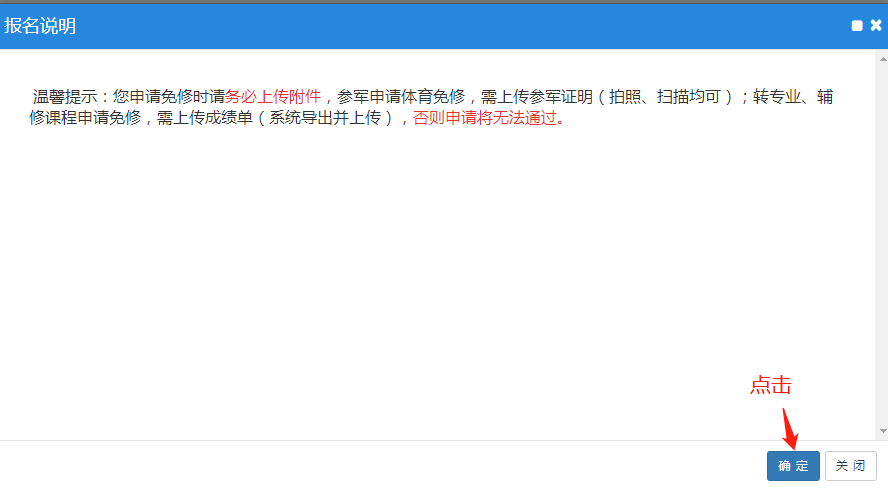 报名说明
温馨提示：您申请免修时请务必上传附件，参军申请体育免修，需上传参军证明（拍照、扫描均可）；转专业、辅
修课程申请免修，需上传成绩单（系统导出并上传），否则申请将无法通过。
点击
确 定
关 闭